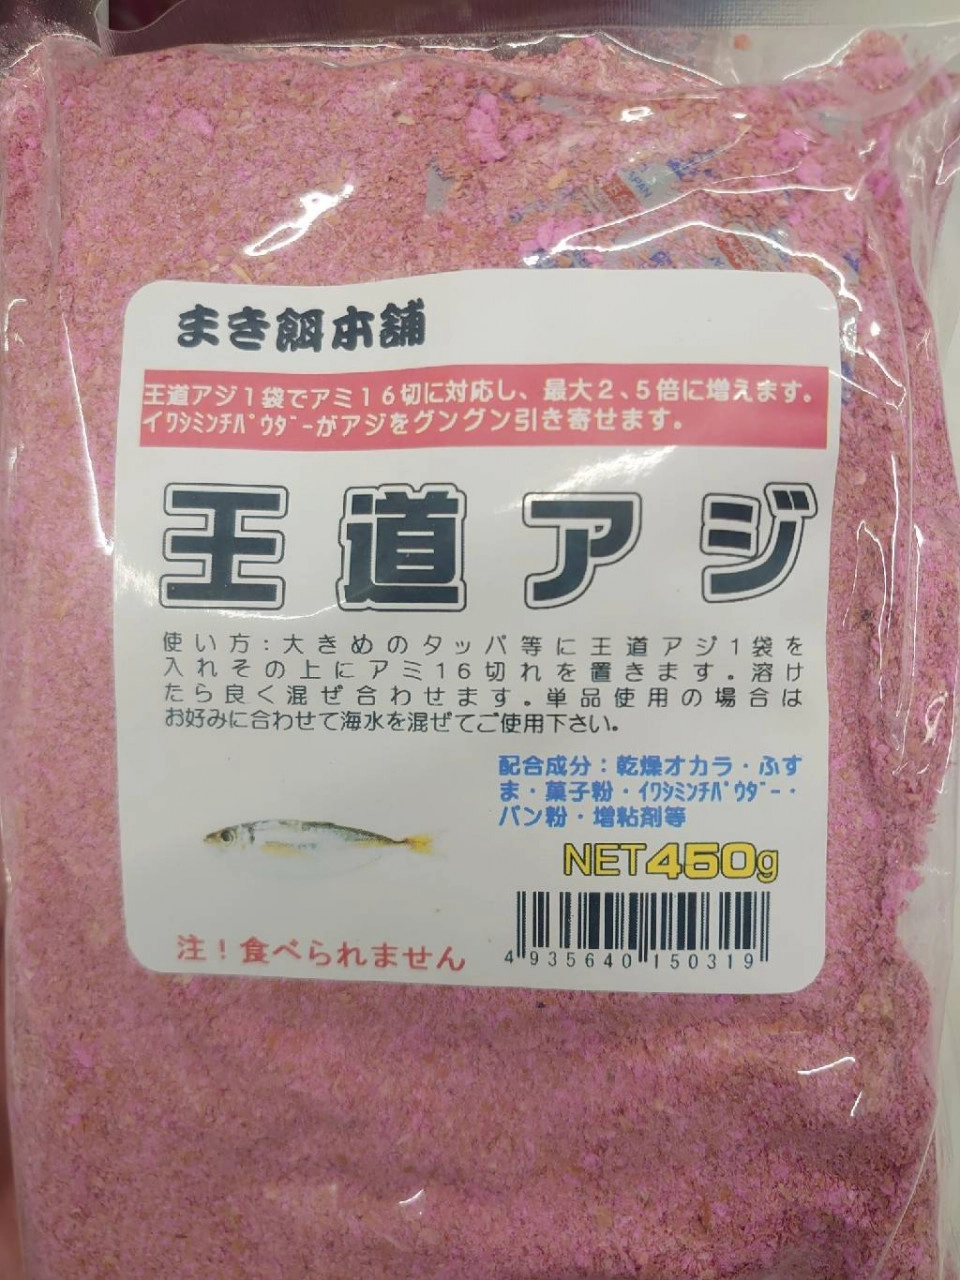 まき餌本舗
王道アジ1袋でアミ16切に対応し、最大2、5倍に増えます。
イワシミンチパウダーがアジをグングン引き寄せます。
王道アジ
使い方:大きめのタッパ等に王道アジ1袋を
入れその上にアミ16切れを置きます。溶け
たら良く混ぜ合わせます。単品使用の場合は
お好みに合わせて海水を混ぜてご使用下さい。
配合成分:乾燥オカラ・ふす
ま・菓子粉・イワシミンチパウダー・
パン粉・増粘剤等
NET450g
注!食べられません
4935640150319